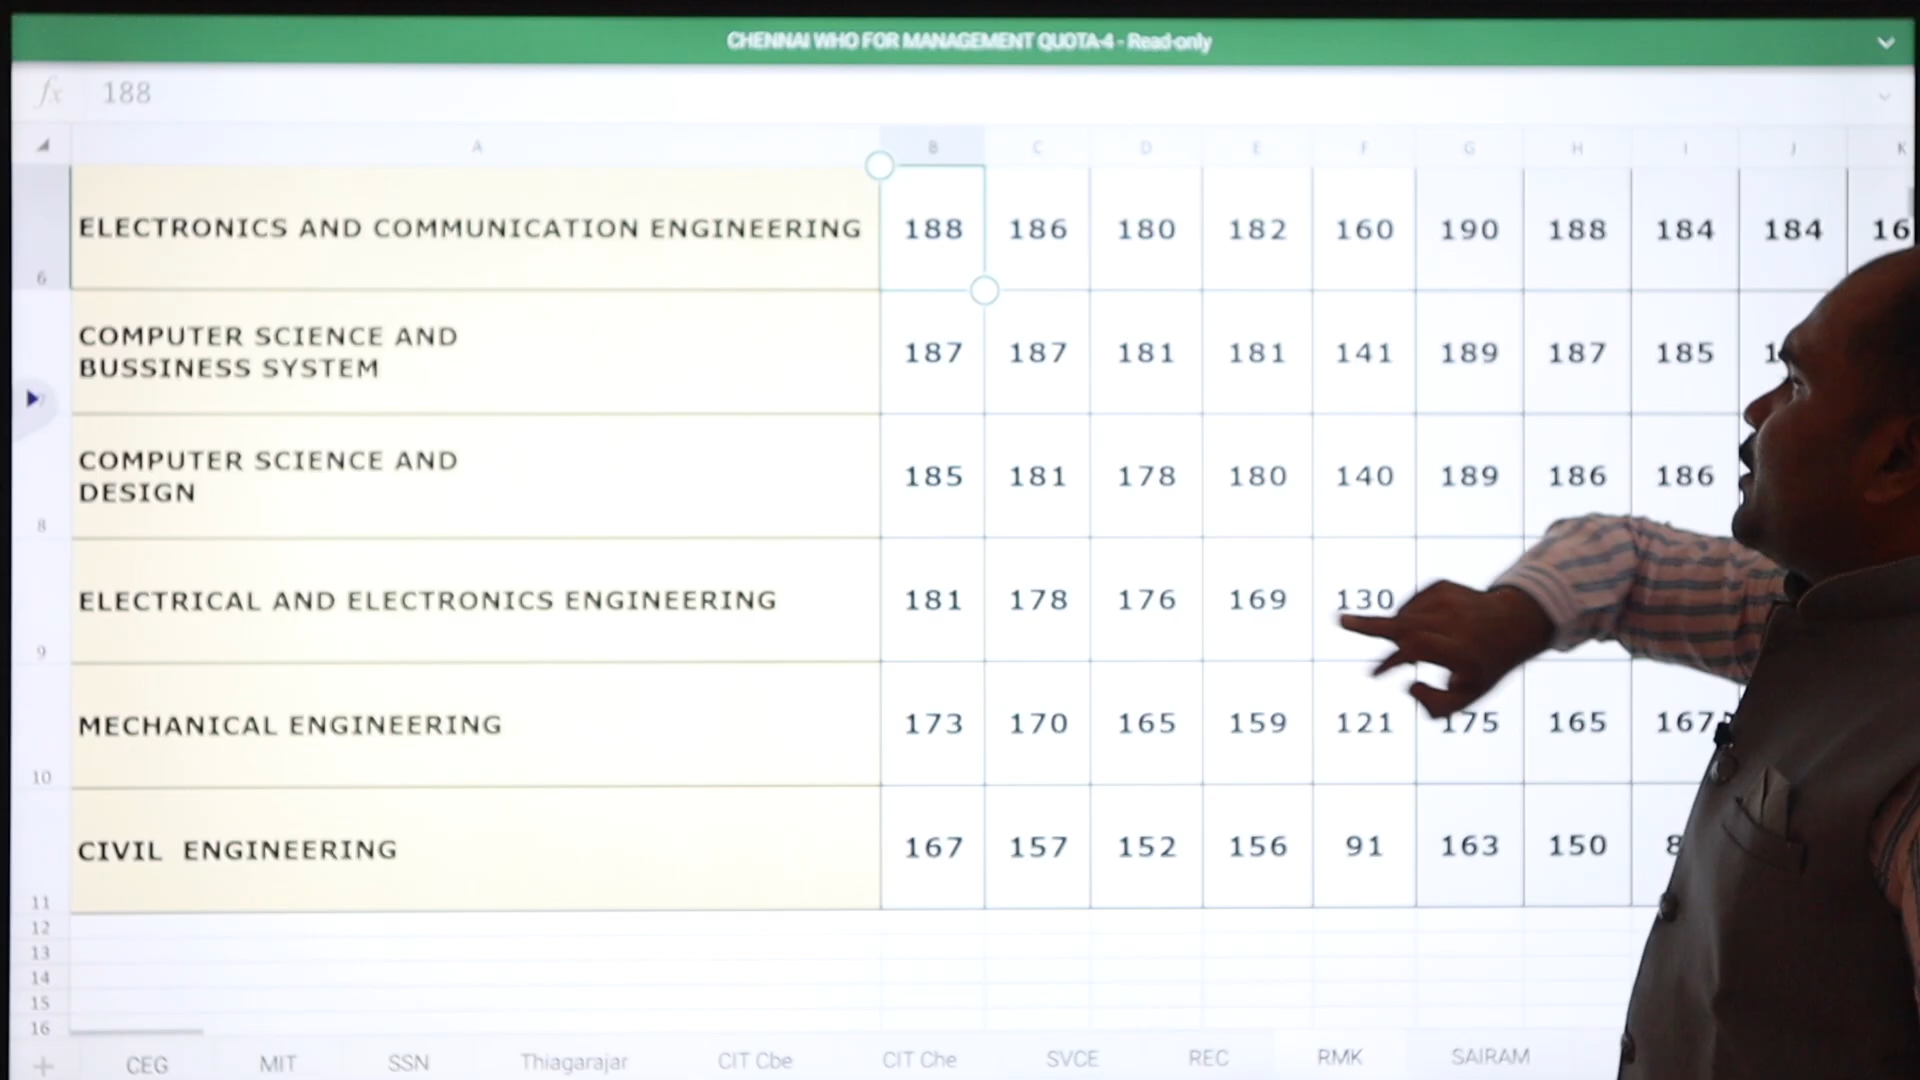 CHENNAI WHO FOR MANAGEMENT QUOTA-4 - Read-only
fx 188
A B C D E F G H I J K
6 ELECTRONICS AND COMMUNICATION ENGINEERING 188 186 180 182 160 190 188 184 184 16
COMPUTER SCIENCE AND
BUSSINESS SYSTEM 187 187 181 181 141 189 187 185
8 COMPUTER SCIENCE AND
DESIGN 185 181 178 180 140 189 186 186
9 ELECTRICAL AND ELECTRONICS ENGINEERING 181 178 176 169 130
10 MECHANICAL ENGINEERING 173 170 165 159 121 175 165 167
11 CIVIL ENGINEERING 167 157 152 156 91 163 150
12
13
14
15
16
+ CEG MIT SSN Thiagarajar CIT Cbe CIT Che SVCE REC RMK SAIRAM